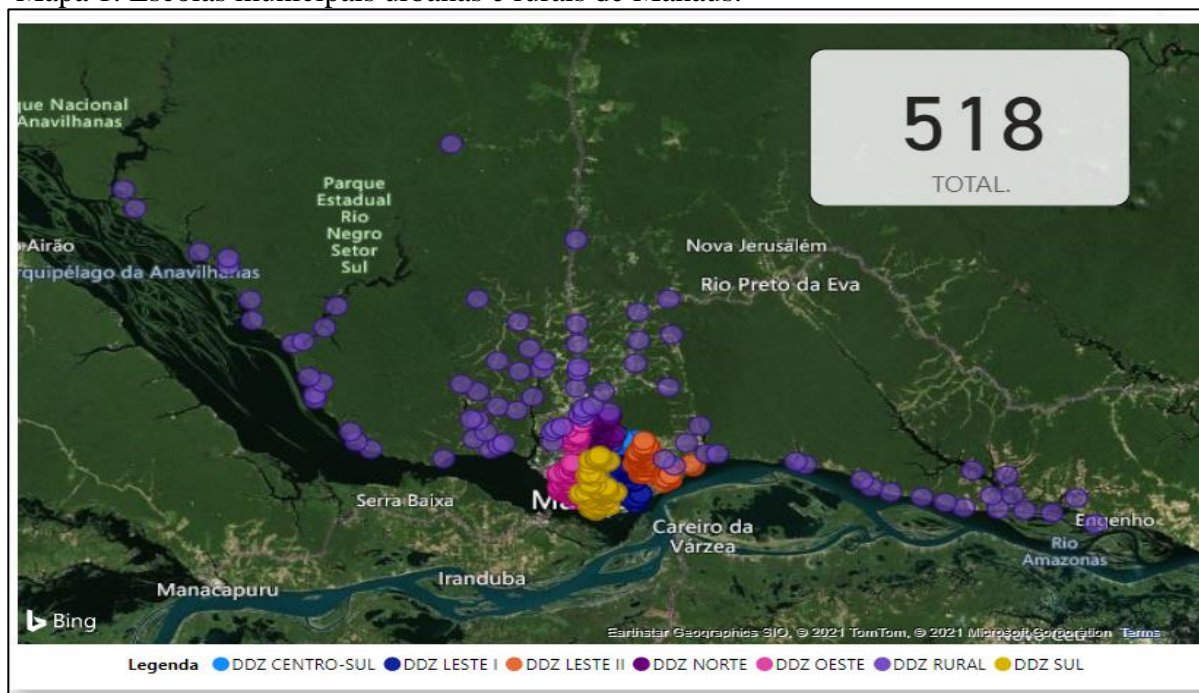 Mapa 1: Escolas municipais urbanas e rurais de Manaus.
518
TOTAL.
que Nacional
Anavilhanas
Parque
Estadual
Rio
Negro
Setor
Sul
Nova Jerusalém
Airão
rquipélago da Anavilhanas
Rio Preto da Eva
Serra Baixa
Careiro da
Várzea
Engenho
Rio
Amazonas
Iranduba
Manacapuru
Bing
Earthstar Geographics SIO, © 2021 TomTom, © 2021 Microsoft Corporation Terms
Legenda DDZ CENTRO-SUL DDZ LESTE I DDZ LESTE II DDZ NORTE DDZ OESTE DDZ RURAL DDZ SUL